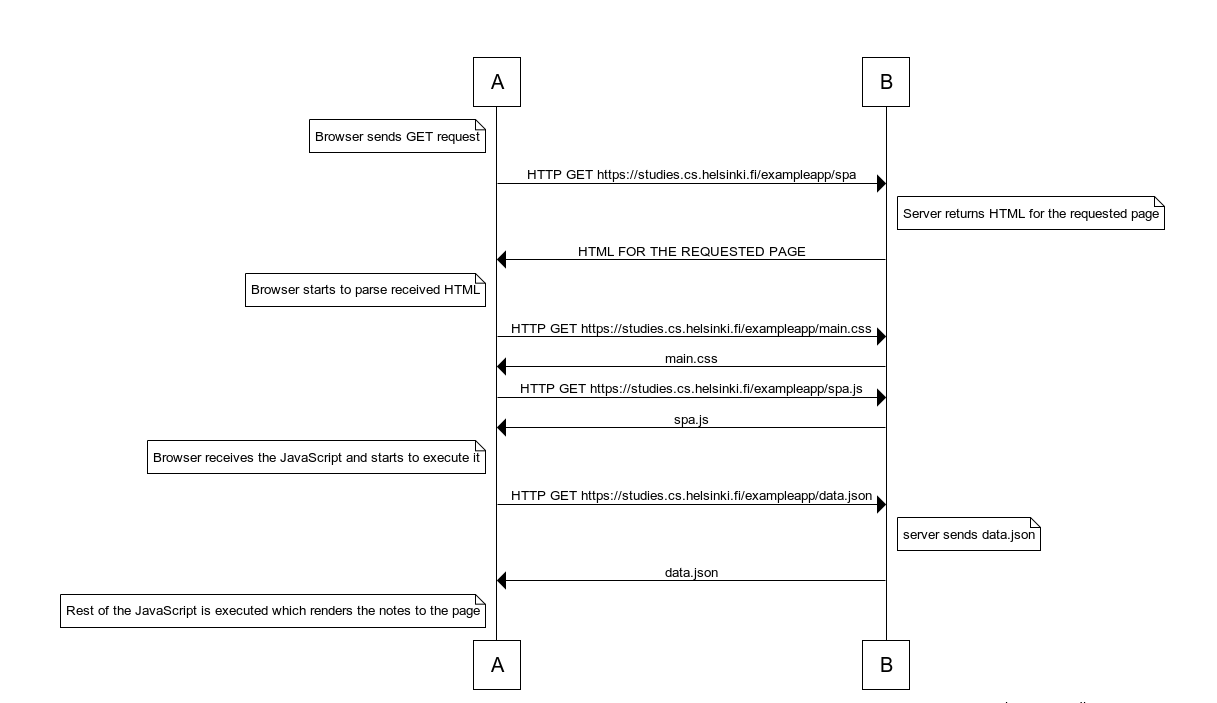 A
B
Browser sends GET request
HTTP GET https://studies.cs.helsinki.fi/exampleapp/spa
Server returns HTML for the requested page
HTML FOR THE REQUESTED PAGE
Browser starts to parse received HTML
HTTP GET https://studies.cs.helsinki.fi/exampleapp/main.css
main.css
HTTP GET https://studies.cs.helsinki.fi/exampleapp/spa.js
spa.js
Browser receives the JavaScript and starts to execute it
HTTP GET https://studies.cs.helsinki.fi/exampleapp/data.json
server sends data.json
data.json
Rest of the JavaScript is executed which renders the notes to the page
A
B